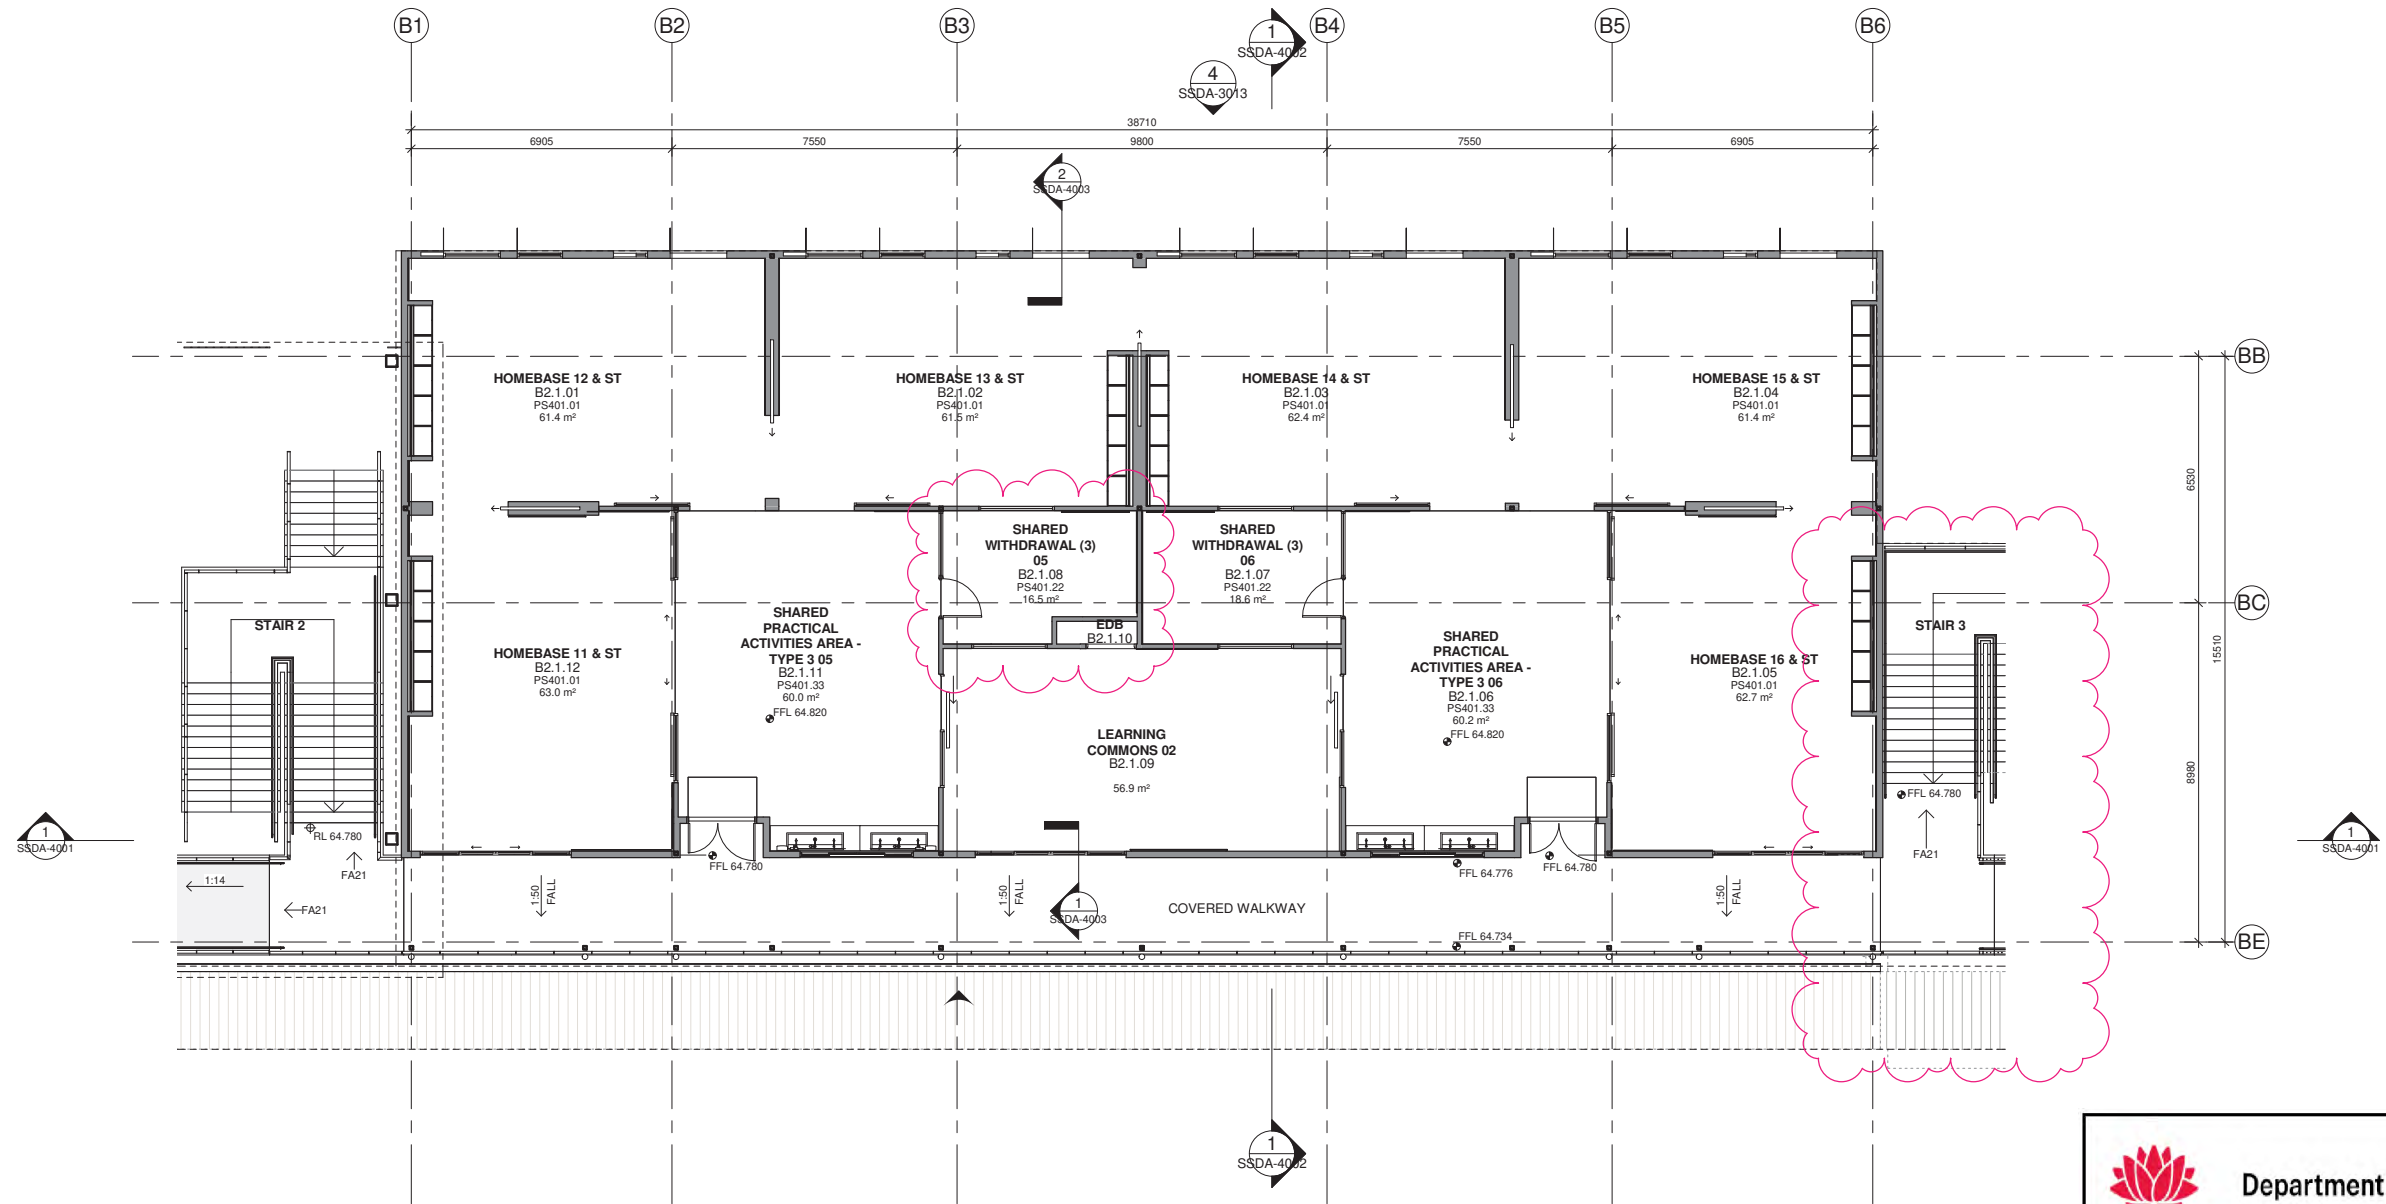 B1
B2
B3
B4
B5
B6
1
SSDA-4002
4
SSDA-3013
38710
6905
7550
9800
7550
6905
2
SSDA-4003
BB
HOMEBASE 12 & ST
B2.1.01
PS401.01
61.4 m²
HOMEBASE 13 & ST
B2.1.02
PS401.01
61.5 m²
HOMEBASE 14 & ST
B2.1.03
PS401.01
62.4 m²
HOMEBASE 15 & ST
B2.1.04
PS401.01
61.4 m²
6530
SHARED
WITHDRAWAL (3)
05
B2.1.08
PS401.22
16.5 m²
SHARED
WITHDRAWAL (3)
06
B2.1.07
PS401.22
18.6 m²
BC
STAIR 2
EDB
B2.1.10
STAIR 3
15510
HOMEBASE 11 & ST
B2.1.12
PS401.01
63.0 m²
SHARED
PRACTICAL
ACTIVITIES AREA -
TYPE 3 05
B2.1.11
PS401.33
60.0 m²
FFL 64.820
SHARED
PRACTICAL
ACTIVITIES AREA -
TYPE 3 06
B2.1.06
PS401.33
60.2 m²
FFL 64.820
HOMEBASE 16 & ST
B2.1.05
PS401.01
62.7 m²
LEARNING
COMMONS 02
B2.1.09
56.9 m²
8980
FFL 64.780
1
SSDA-4001
RL 64.780
FA21
FFL 64.780
FFL 64.776
FFL 64.780
FA21
1
SSDA-4001
1:14
FA21
1:50
FALL
1:50
FALL
1
SSDA-4003
COVERED WALKWAY
1:50
FALL
FFL 64.734
BE
1
SSDA-4002
Department